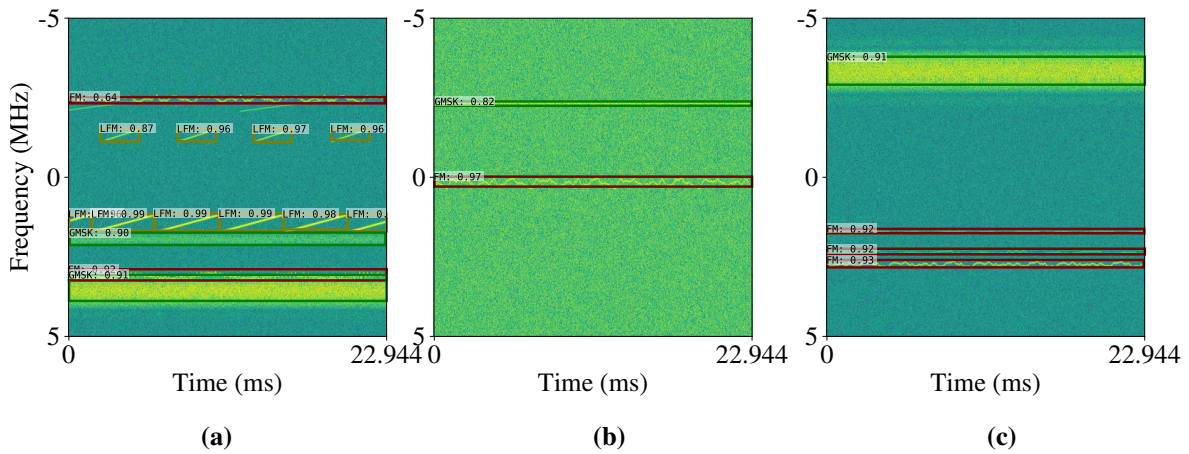 -5
0
5
Frequency (MHz)
FM: 0.64
LFM: 0.87
LFM: 0.96
LFM: 0.97
LFM: 0.96
LFM: 0.99
LFM: 0.99
LFM: 0.99
LFM: 0.98
GMSK: 0.90
GMSK: 0.91
0
22.944
Time (ms)
(a)
-5
0
5
GMSK: 0.82
FM: 0.97
0
22.944
Time (ms)
(b)
-5
0
5
GMSK: 0.91
FM: 0.92
FM: 0.92
FM: 0.93
0
22.944
Time (ms)
(c)